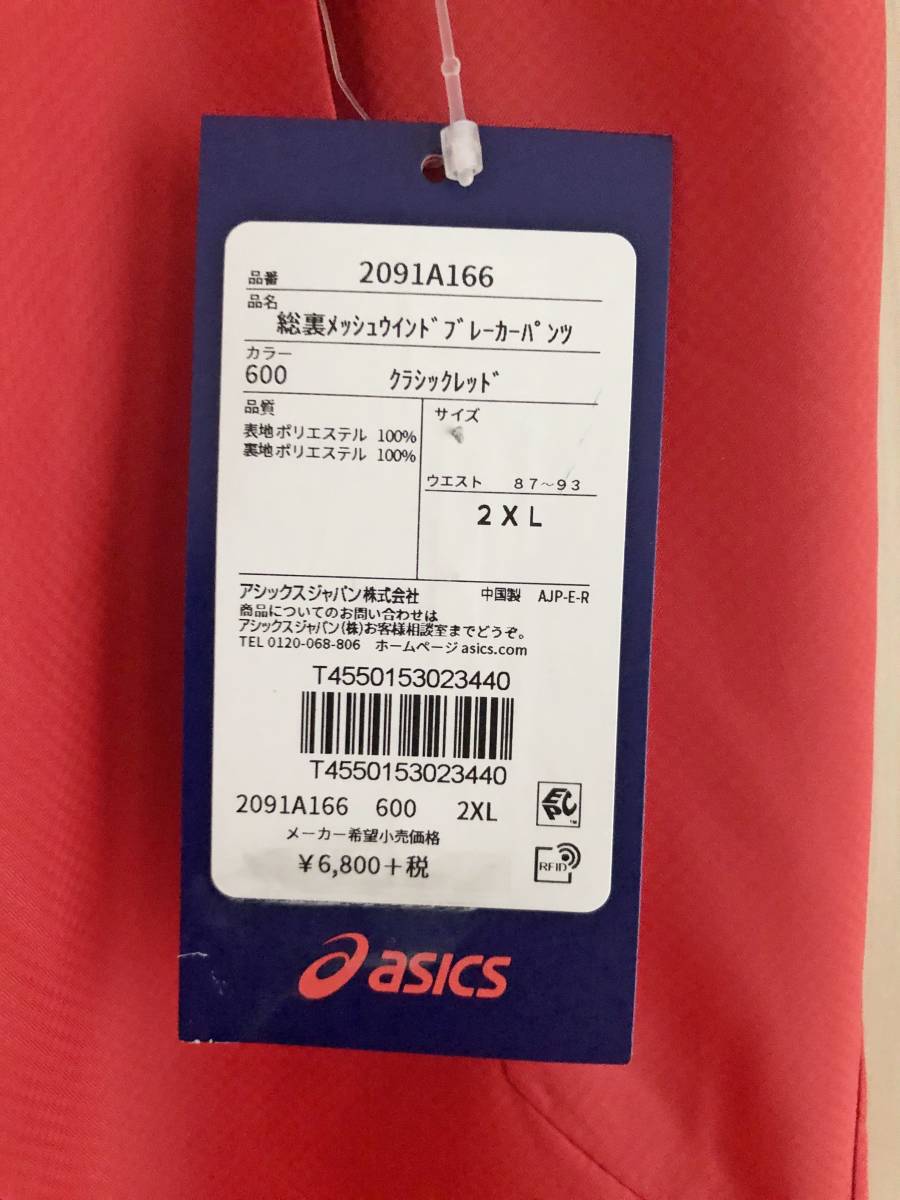 品番 2091A166
品名
総裏ﾒｯｼｭｳｲﾝﾄﾞﾌﾞﾚｰｶｰﾊﾟﾝﾂ
カラー
600 ｸﾗｼｯｸﾚｯﾄﾞ
品質
表地ポリエステル 100%
裏地ポリエステル 100%
サイズ
ウエスト 87~93
2XL
アシックスジャパン株式会社 中国製 AJP-E-R
商品についてのお問い合わせは
アシックスジャパン(株)お客様相談室までどうぞ。
TEL 0120-068-806 ホームページ asics.com
T4550153023440
T4550153023440
2091A166 600 2XL
EPC
TM
メーカー希望小売価格
¥6,800+税
RFID
asics